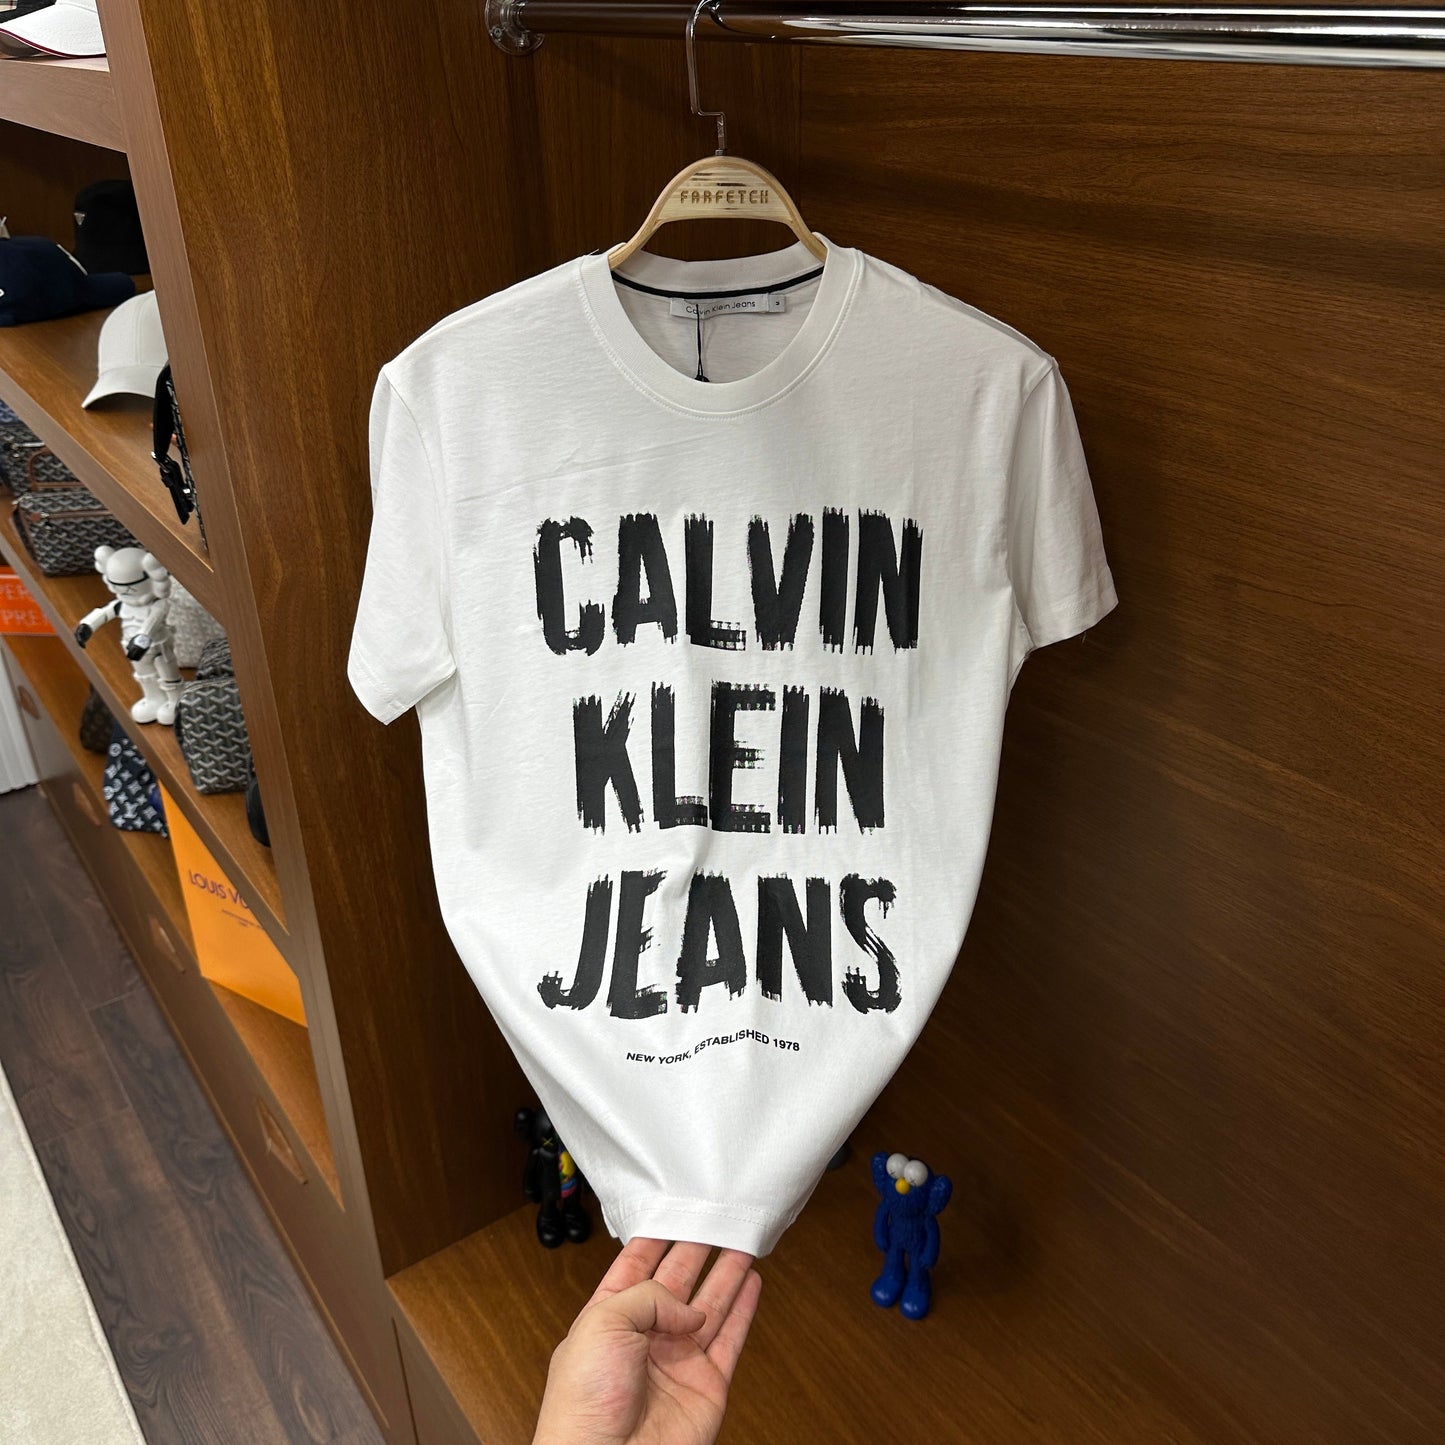 FARFETCH
Calvin Klein Jeans
M
CALVIN
KLEIN
JEANS
NEW YORK, ESTABLISHED 1978
LOUIS VU